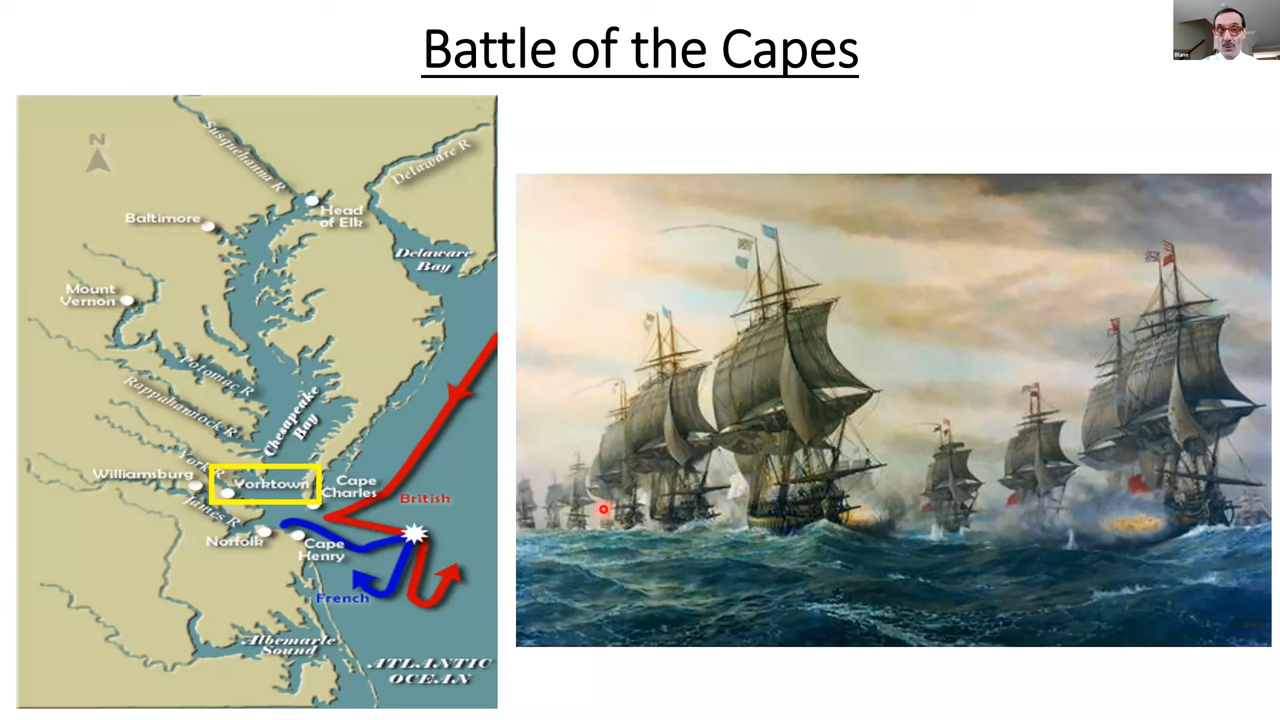 Battle of the Capes
Blane
N
Susquehanna R
Delaware R
Head
of Elk
Baltimore
Delaware
Bay
Mount
Vernon
Potomac R
Rappahannock R
Chesapeake
Bay
York R
Williamsburg
Yorktown
Cape
Charles
British
James R
Norfolk
Cape
Henry
French
Albemarle
Sound
ATLANTIC
OCEAN